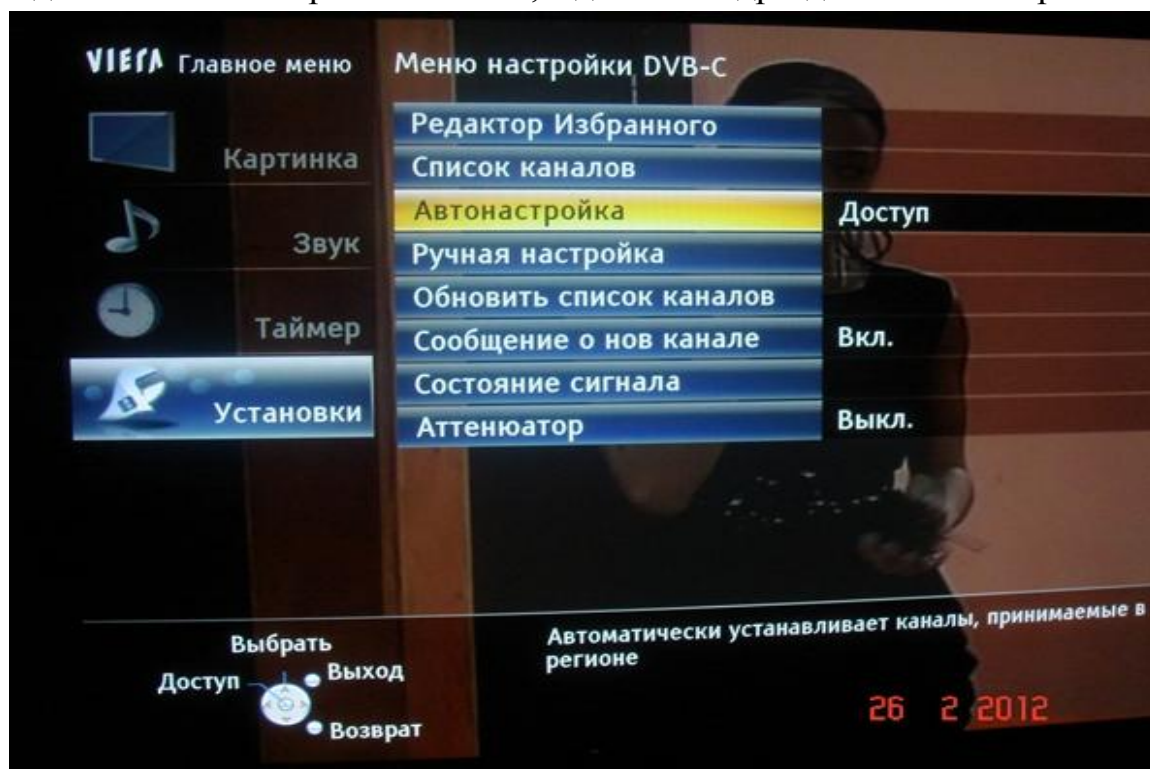 VIERA Главное меню
Меню настройки DVB-C
Картинка
Звук
Таймер
Установки
Редактор Избранного
Список каналов
Автонастройка Доступ
Ручная настройка
Обновить список каналов
Сообщение о нов канале Вкл.
Состояние сигнала
Аттенюатор Выкл.
Выбрать
Доступ
Выход
Возврат
Автоматически устанавливает каналы, принимаемые в
регионе
26 2 2012